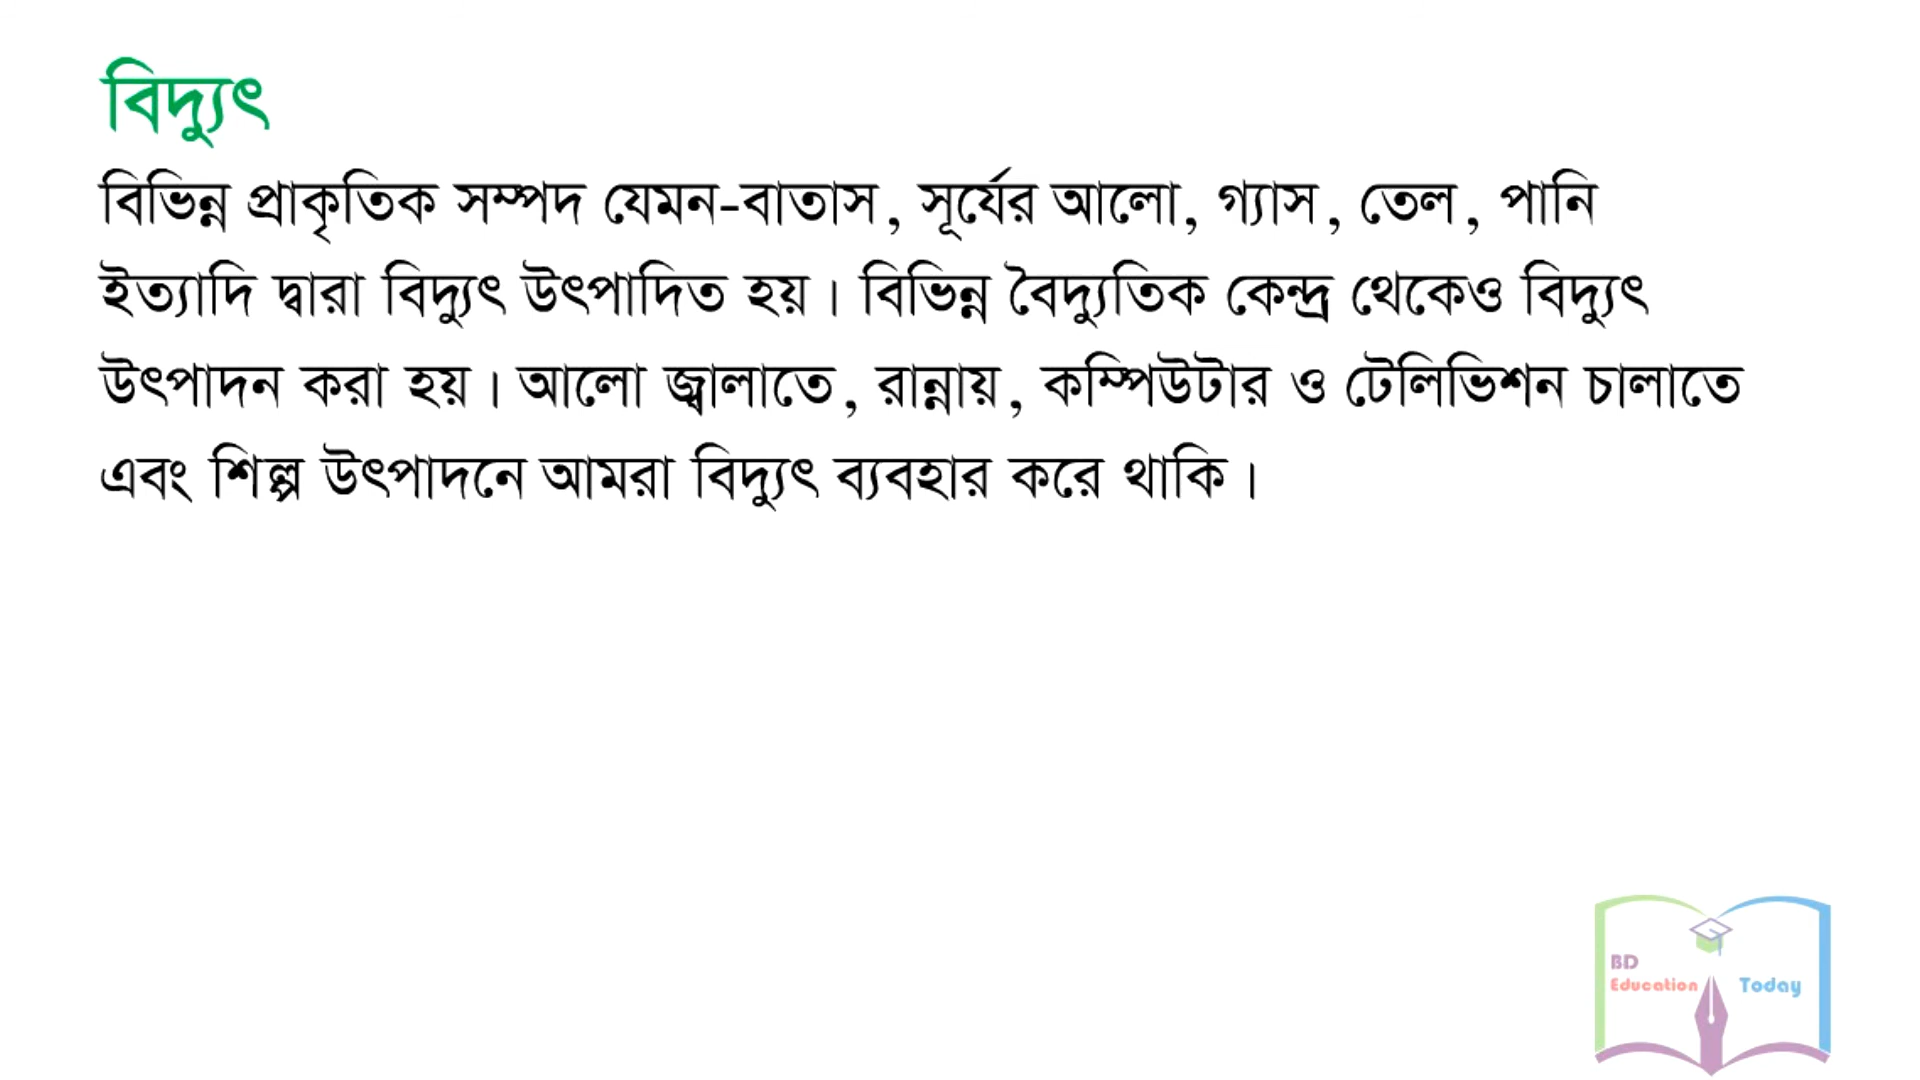 বিদ্যুৎ
বিভিন্ন প্রাকৃতিক সম্পদ যেমন-বাতাস, সূর্যের আলো, গ্যাস, তেল, পানি
ইত্যাদি দ্বারা বিদ্যুৎ উৎপাদিত হয়। বিভিন্ন বৈদ্যুতিক কেন্দ্র থেকেও বিদ্যুৎ
উৎপাদন করা হয়। আলো জ্বালাতে, রান্নায়, কম্পিউটার ও টেলিভিশন চালাতে
এবং শিল্প উৎপাদনে আমরা বিদ্যুৎ ব্যবহার করে থাকি।
BD
Education Today